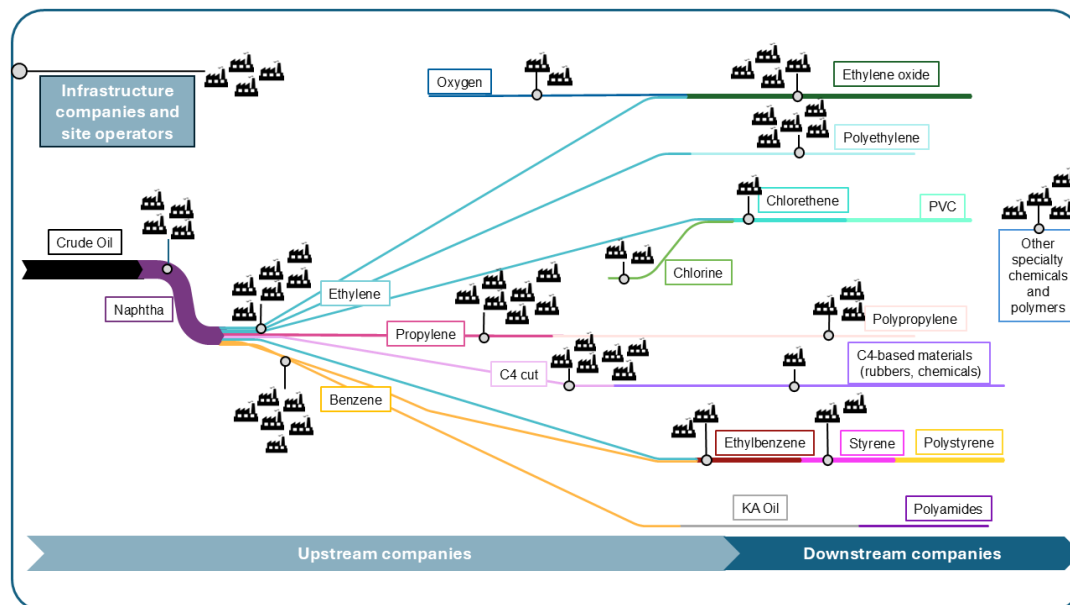 Infrastructure
companies and
site operators
Oxygen
Ethylene oxide
Polyethylene
Chlorethene
PVC
Crude Oil
Chlorine
Other
specialty
chemicals
and
polymers
Naphtha
Ethylene
Propylene
Polypropylene
C4 cut
C4-based materials
(rubbers, chemicals)
Benzene
Ethylbenzene
Styrene
Polystyrene
KA Oil
Polyamides
Upstream companies
Downstream companies